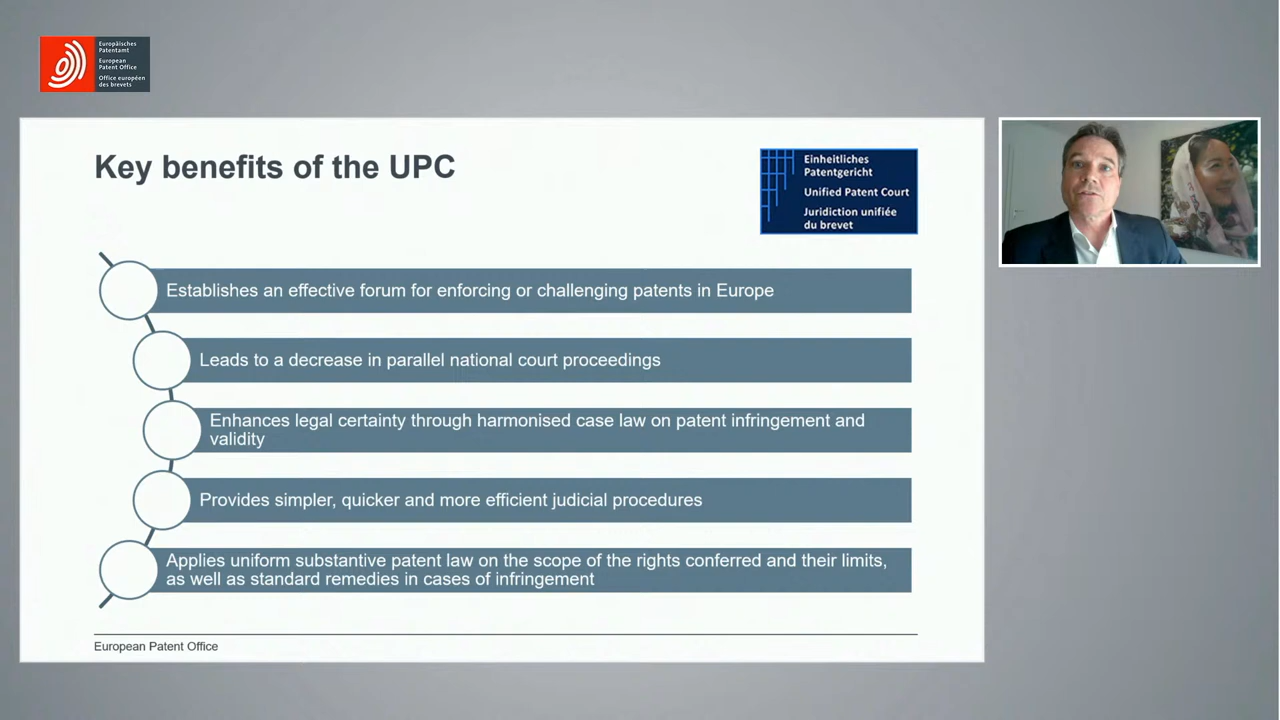 Europäisches
Patentamt
European
Patent Office
Office européen
des brevets
Key benefits of the UPC
Einheitliches
Patentgericht
Unified Patent Court
Juridiction unifiée
du brevet
Establishes an effective forum for enforcing or challenging patents in Europe
Leads to a decrease in parallel national court proceedings
Enhances legal certainty through harmonised case law on patent infringement and
validity
Provides simpler, quicker and more efficient judicial procedures
Applies uniform substantive patent law on the scope of the rights conferred and their limits,
as well as standard remedies in cases of infringement
European Patent Office